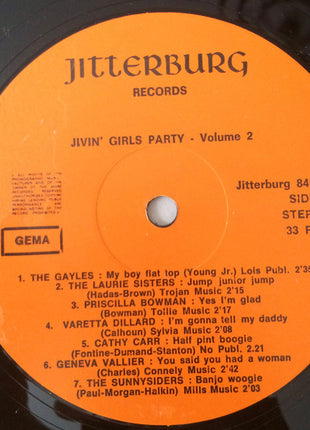 JITTERBURG
RECORDS
JIVIN' GIRLS PARTY - Volume 2
Jitterburg 84
SID
STER
33 R
GEMA
1. THE GAYLES : My boy flat top (Young Jr.) Lois Publ. 2'35
2. THE LAURIE SISTERS : Jump junior jump
(Hadas-Brown) Trojan Music 2'15
3. PRISCILLA BOWMAN : Yes I'm glad
(Bowman) Tollie Music 2'17
4. VARETTA DILLARD : I'm gonna tell my daddy
(Calhoun) Sylvia Music 2'08
5. CATHY CARR : Half pint boogie
(Fontine-Dumand-Stanton) No Publ. 2.21
6. GENEVA VALLIER : You said you had a woman
(Charles) Connely Music 2'42
7. THE SUNNYSIDERS : Banjo woogie
(Paul-Morgan-Halkin) Mills Music 2'03